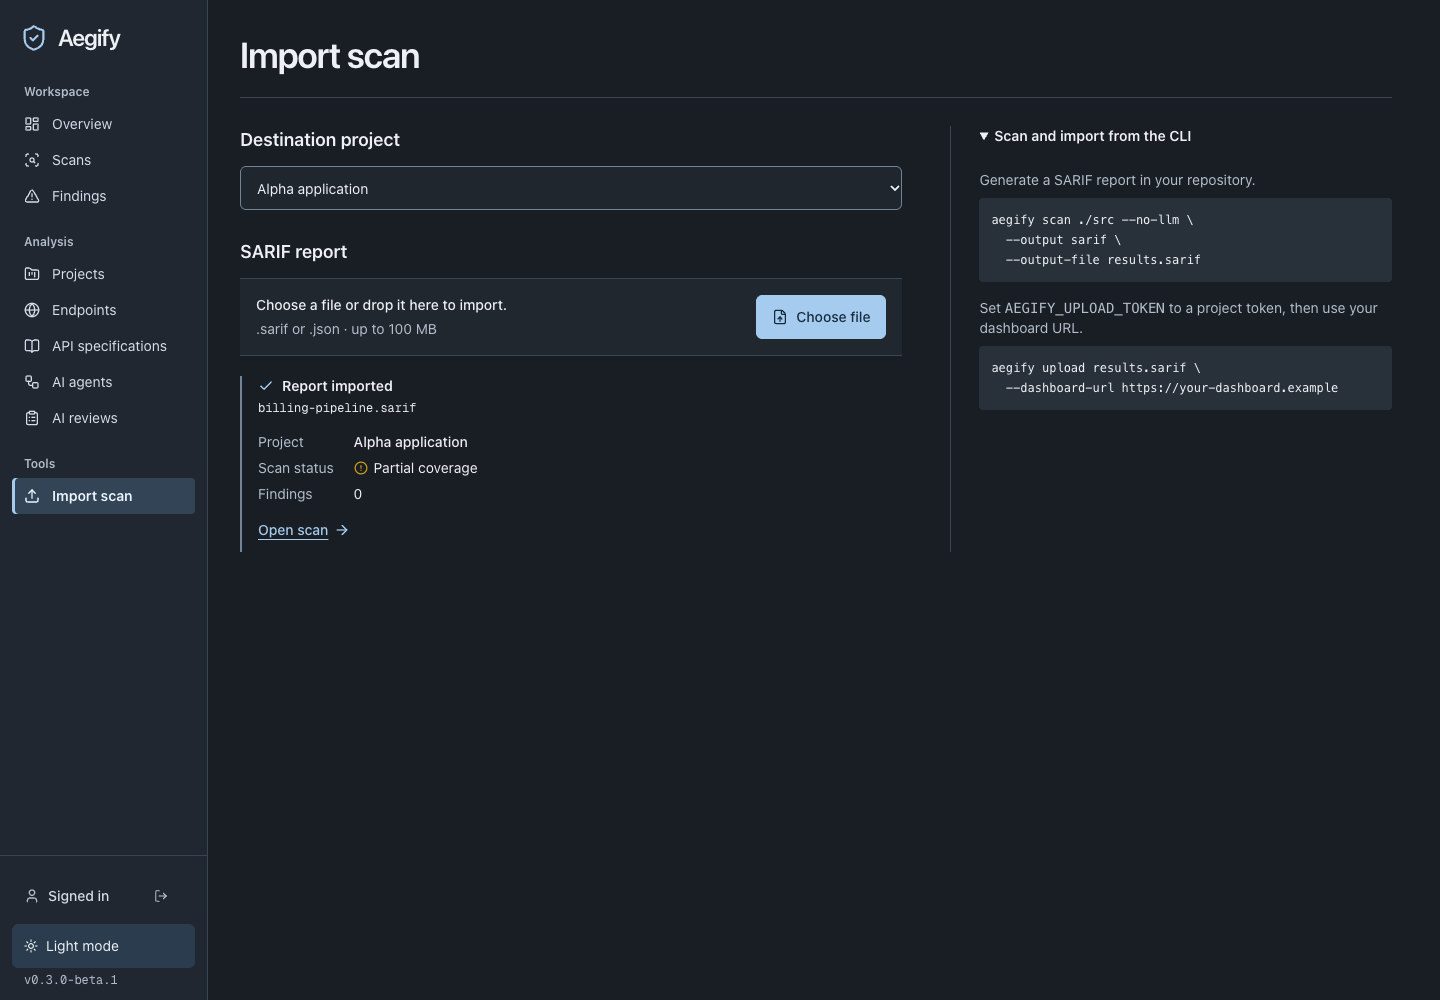 Aegify
Workspace
Overview
Scans
Findings
Analysis
Projects
Endpoints
API specifications
AI agents
AI reviews
Tools
Import scan
Signed in
Light mode
v0.3.0-beta.1
Import scan
Destination project
Alpha application
SARIF report
Choose a file or drop it here to import.
.sarif or .json · up to 100 MB
Choose file
Report imported
billing-pipeline.sarif
Project Alpha application
Scan status Partial coverage
Findings 0
Open scan →
▼ Scan and import from the CLI
Generate a SARIF report in your repository.
aegify scan ./src --no-llm \
--output sarif \
--output-file results.sarif
Set AEGIFY_UPLOAD_TOKEN to a project token, then use your
dashboard URL.
aegify upload results.sarif \
--dashboard-url https://your-dashboard.example